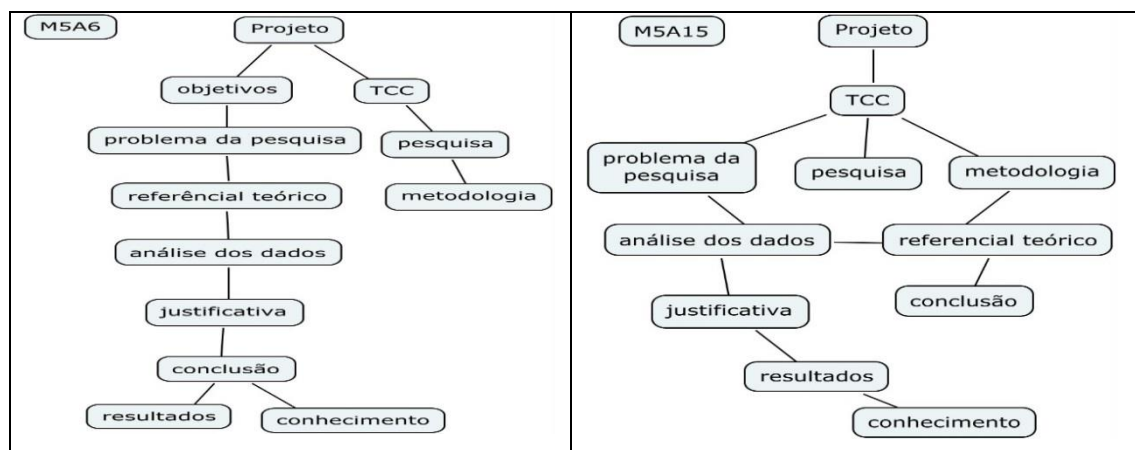 M5A6
Projeto
objetivos
TCC
problema da pesquisa
pesquisa
referêncial teórico
metodologia
análise dos dados
justificativa
conclusão
resultados
conhecimento
M5A15
Projeto
TCC
problema da
pesquisa
pesquisa
metodologia
análise dos dados
referencial teórico
justificativa
conclusão
resultados
conhecimento